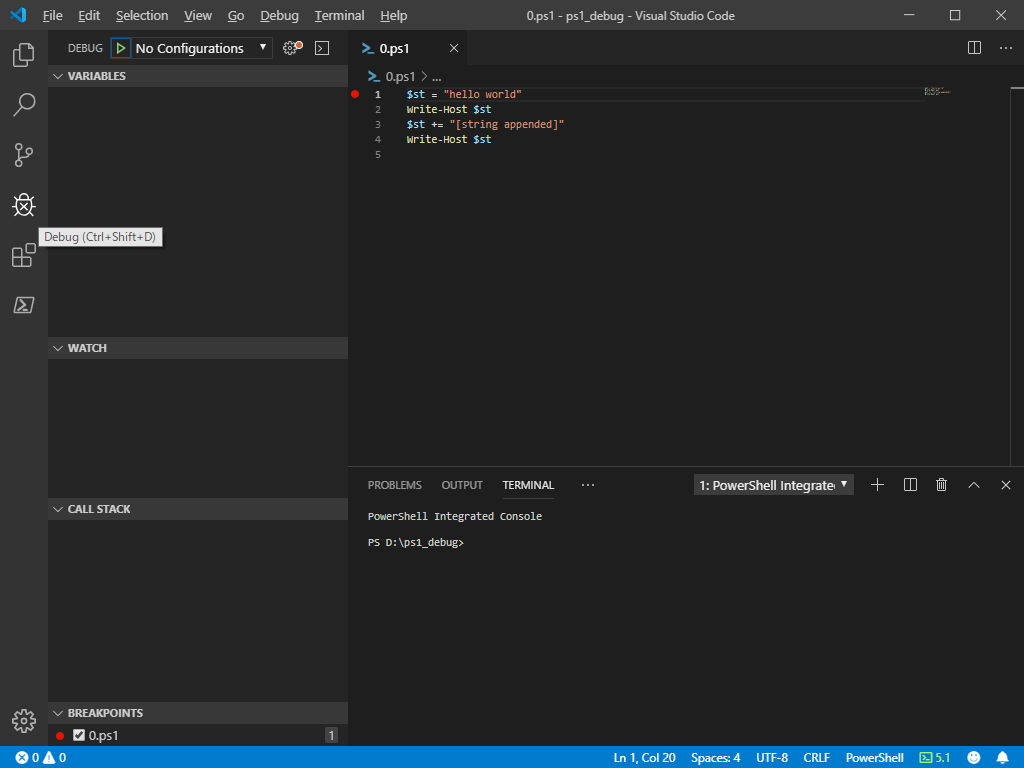 File Edit Selection View Go Debug Terminal Help 0.ps1 - ps1_debug - Visual Studio Code
DEBUG No Configurations
0.ps1
VARIABLES
0.ps1 > ...
1 $st = "hello world"
2 Write-Host $st
3 $st += "[string appended]"
4 Write-Host $st
5
Debug (Ctrl+Shift+D)
WATCH
CALL STACK
BREAKPOINTS
0.ps1 1
PROBLEMS OUTPUT TERMINAL ... 1: PowerShell Integrate
PowerShell Integrated Console
PS D:\ps1_debug>
0 0 Ln 1, Col 20 Spaces: 4 UTF-8 CRLF PowerShell 5.1